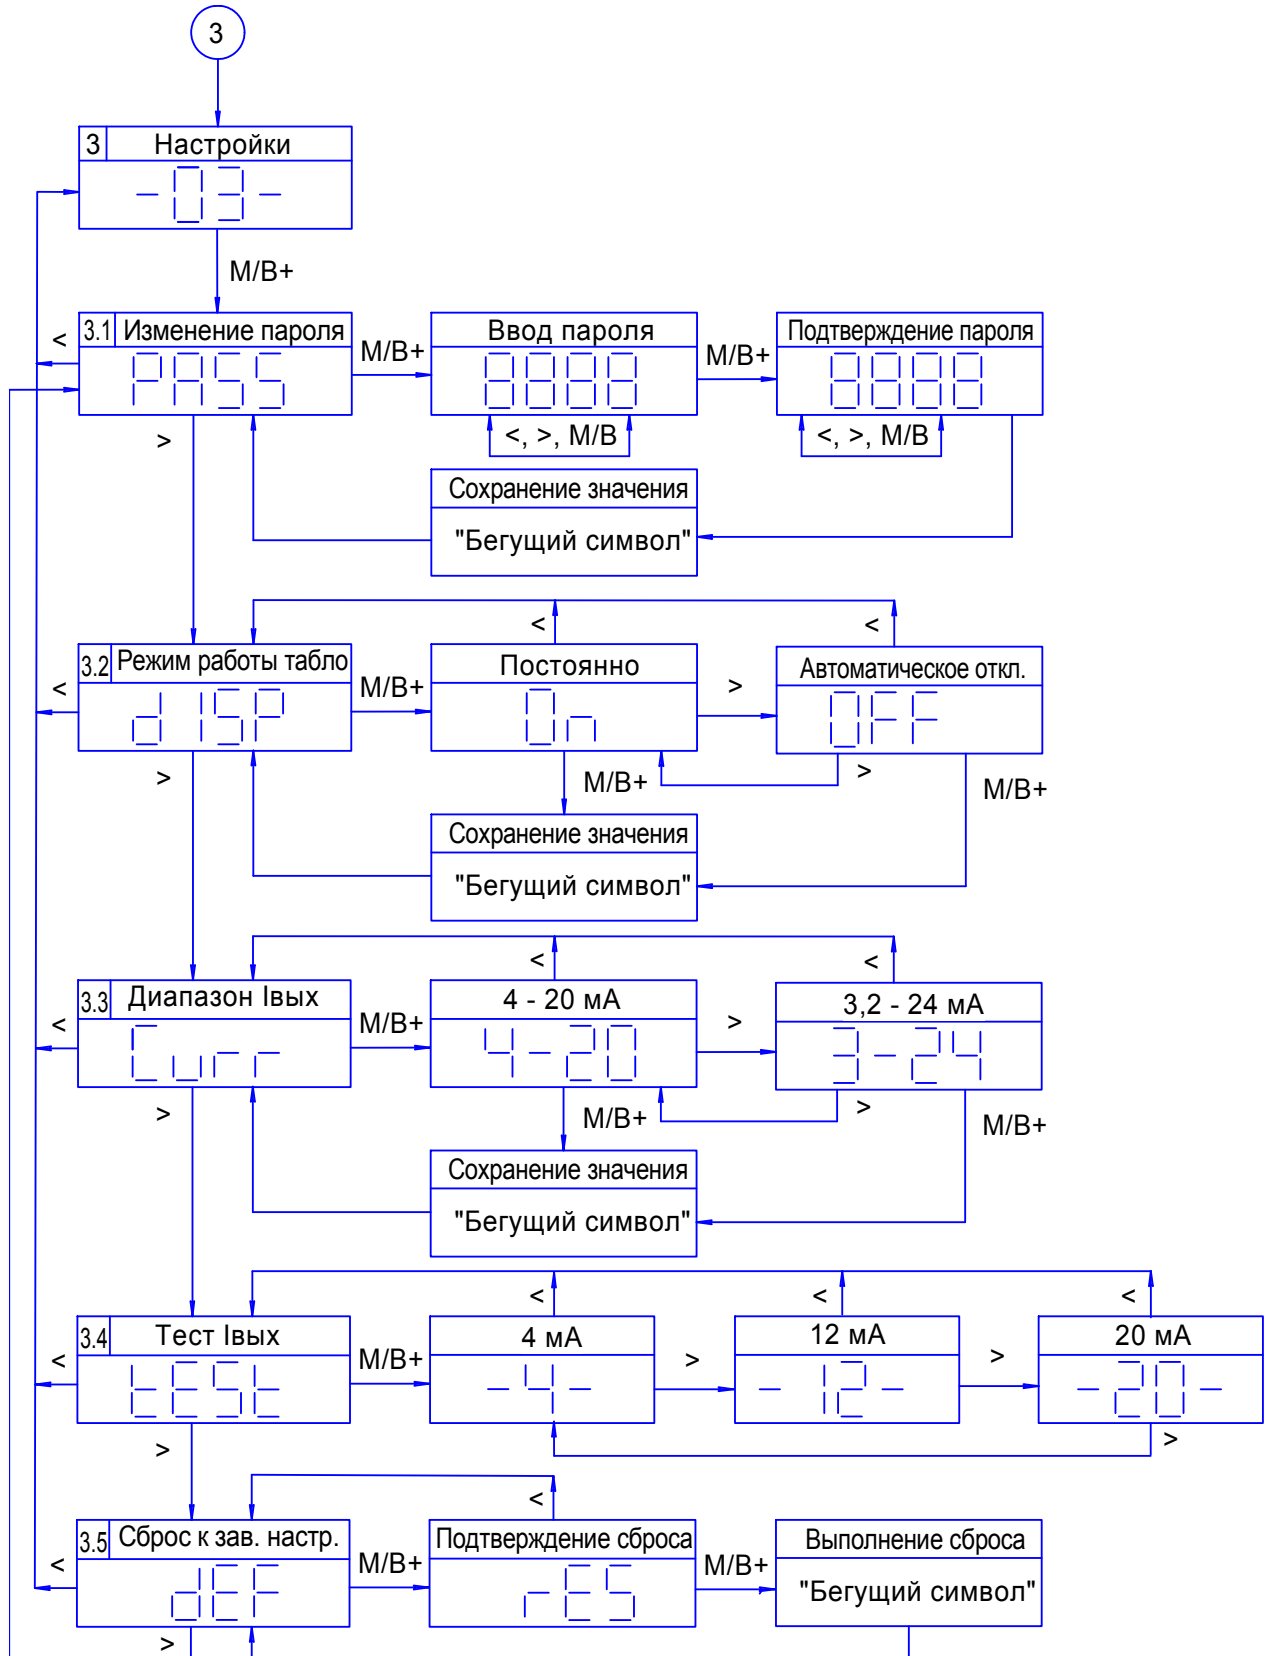 3
3 Настройки
-03-
М/В+
3.1 Изменение пароля
PASS
<
М/В+
Ввод пароля
8888
М/В+
Подтверждение пароля
8888
>
<, >, М/В
<, >, М/В
Сохранение значения
"Бегущий символ"
<
<
3.2 Режим работы табло
dISP
<
М/В+
Постоянно
On
>
Автоматическое откл.
OFF
>
М/В+
>
М/В+
Сохранение значения
"Бегущий символ"
<
<
3.3 Диапазон Iвых
Curr
<
М/В+
4 - 20 мА
4-20
>
3,2 - 24 мА
3-24
>
М/В+
>
М/В+
Сохранение значения
"Бегущий символ"
<
<
<
3.4 Тест Iвых
tESt
<
М/В+
4 мА
-4-
>
12 мА
-12-
>
20 мА
-20-
>
>
<
3.5 Сброс к зав. настр.
dEF
<
М/В+
Подтверждение сброса
rES
М/В+
Выполнение сброса
"Бегущий символ"
>